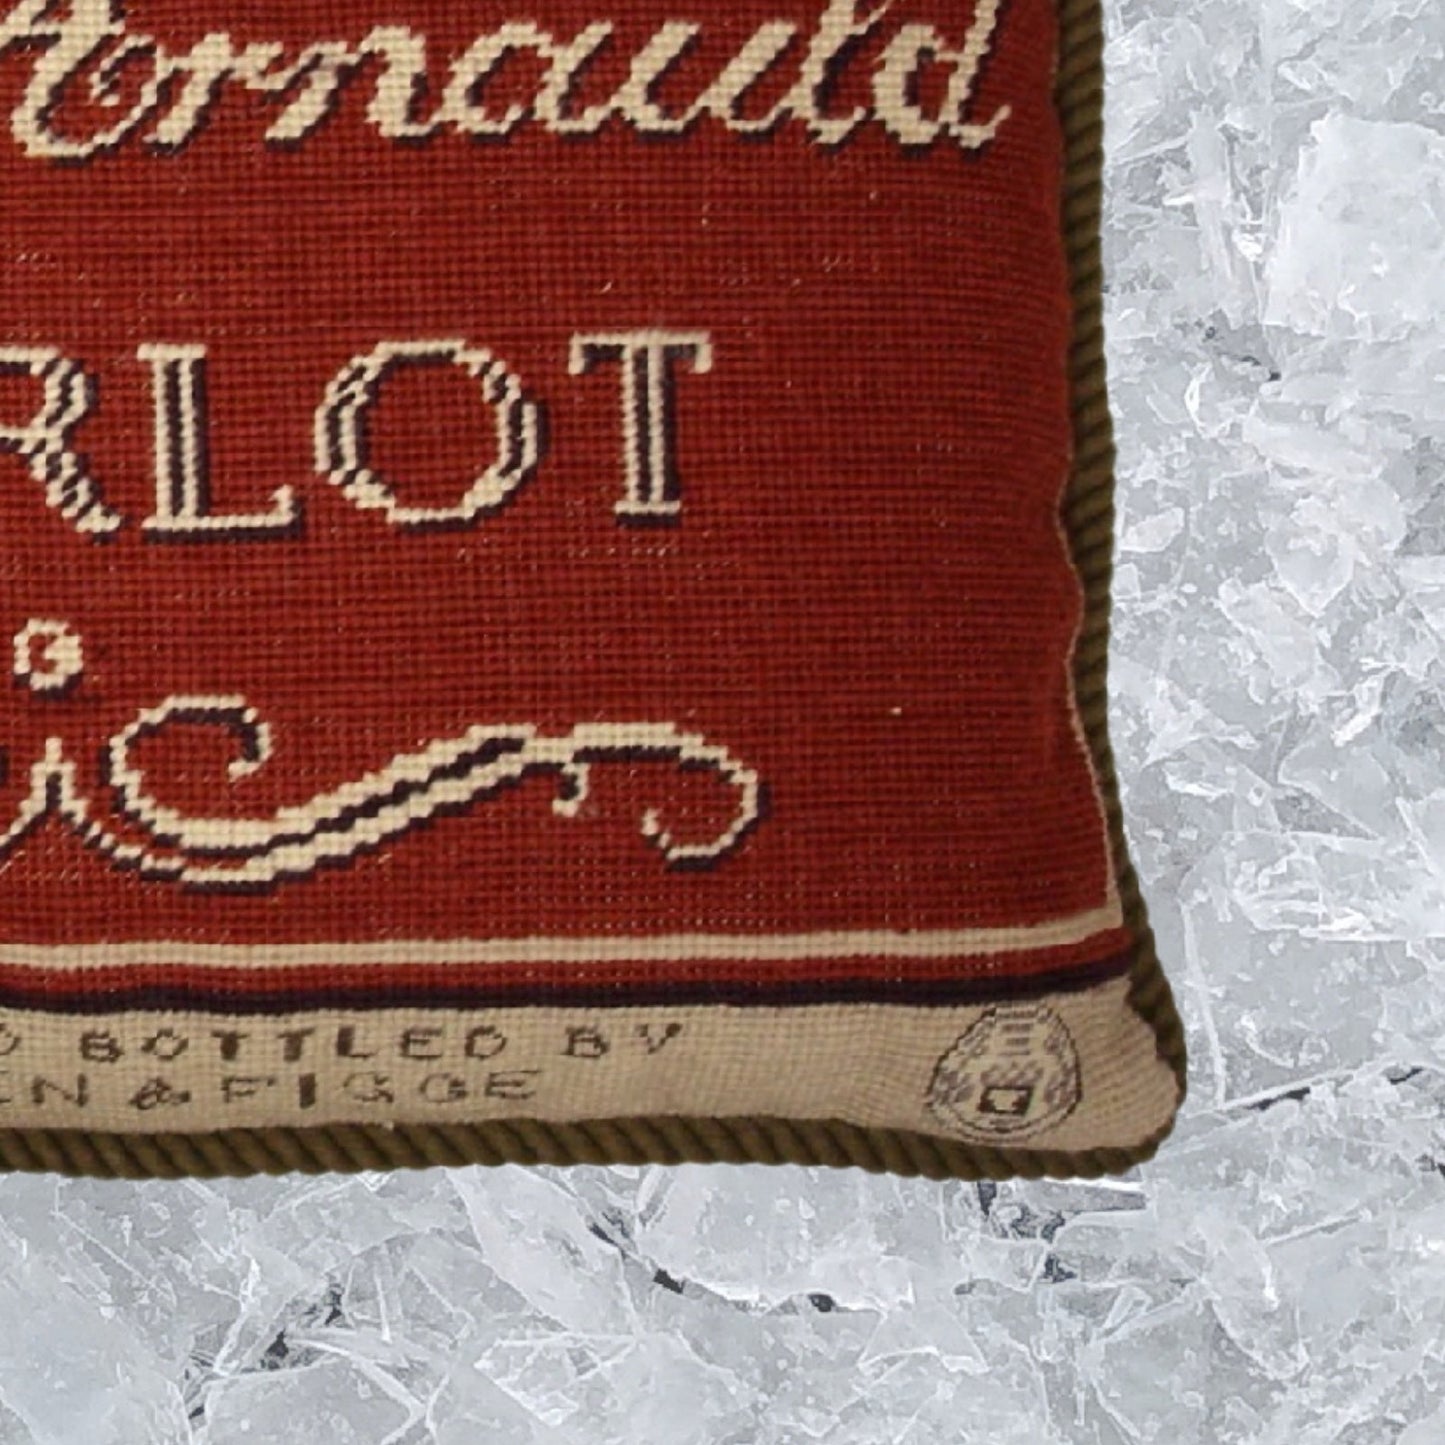 Arnauld
RLOT
D BOTTLED BY
EN & FIGGE